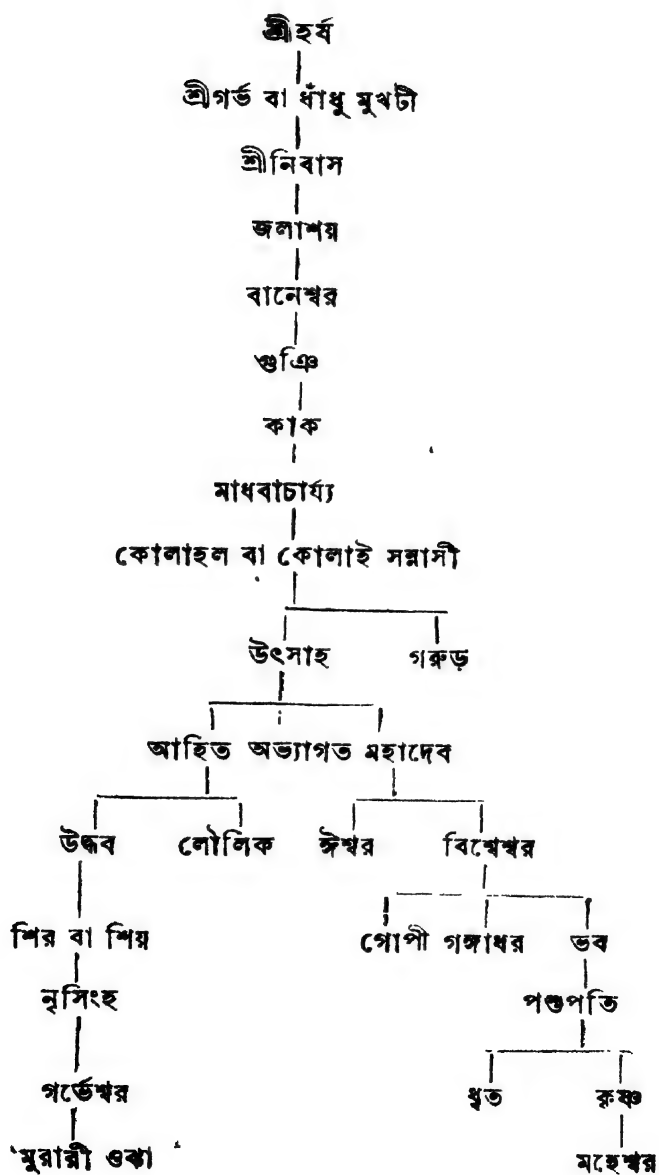 শ্রীহর্ষ
শ্রীগর্ভ বা ধাঁধু মুখটী
শ্রীনিবাস
জলাশয়
বানেশ্বর
গুঞি
কাক
মাধবাচার্য্য
কোলাহল বা কোলাই সন্নাসী
উৎসাহ গরুড়
আহিত অভ্যাগত মহাদেব
উদ্ধব লৌলিক ঈশ্বর বিশ্বেশ্বর
শির বা শিয় গোপী গঙ্গাধর ভব
নৃসিংহ পশুপতি
গর্ভেশ্বর ধৃত কৃষ্ণ
মুরারী ওঝা মহেশ্বর